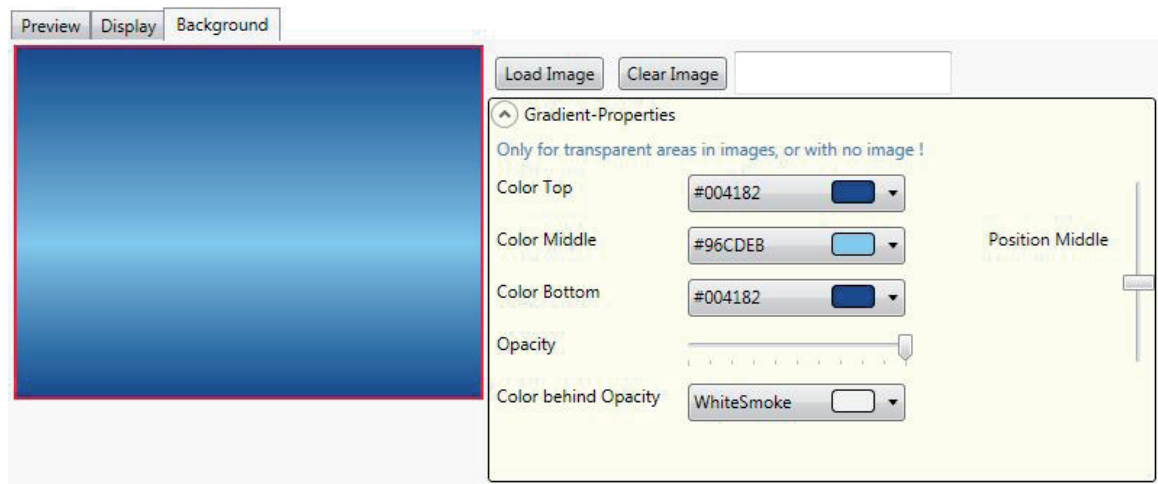 Preview Display Background
Load Image Clear Image
Gradient-Properties
Only for transparent areas in images, or with no image !
Color Top #004182
Color Middle #96CDEB Position Middle
Color Bottom #004182
Opacity
Color behind Opacity WhiteSmoke